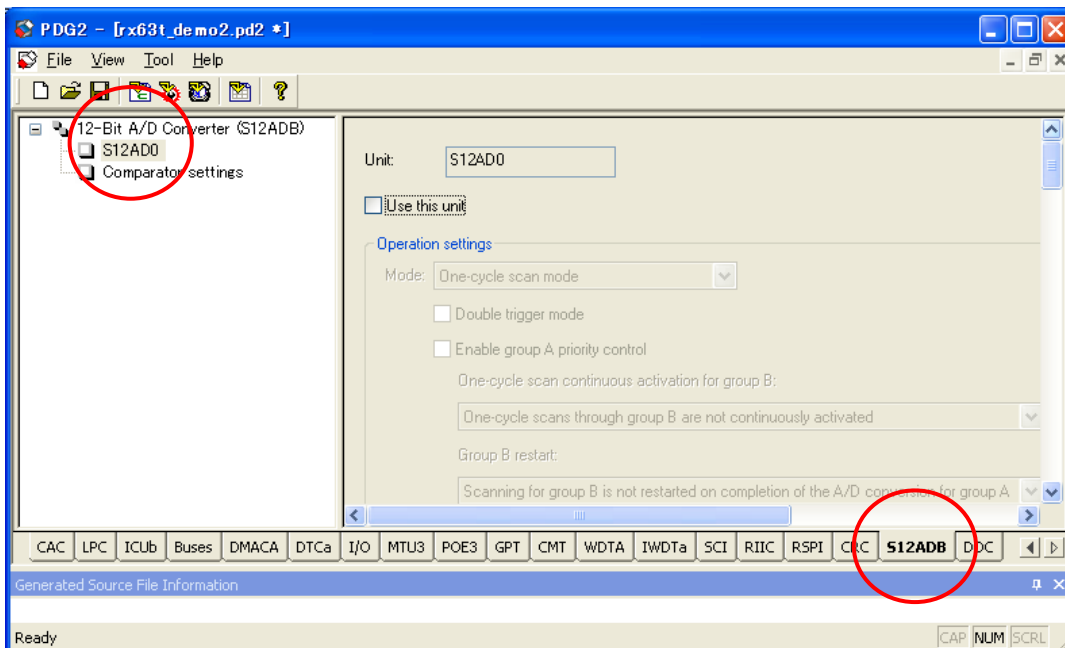 PDG2 - [rx63t_demo2.pd2 *]
File View Tool Help
12-Bit A/D Converter (S12ADB)
S12AD0
Comparator settings
Unit: S12AD0
Use this unit
Operation settings
Mode: One-cycle scan mode
Double trigger mode
Enable group A priority control
One-cycle scan continuous activation for group B:
One-cycle scans through group B are not continuously activated
Group B restart:
Scanning for group B is not restarted on completion of the A/D conversion for group A
CAC LPC ICUb Buses DMACA DTCa I/O MTU3 POE3 GPT CMT WDTA IWDTa SCI RIIC RSPI CRC S12ADB DOC
Generated Source File Information
Ready CAP NUM SCRL